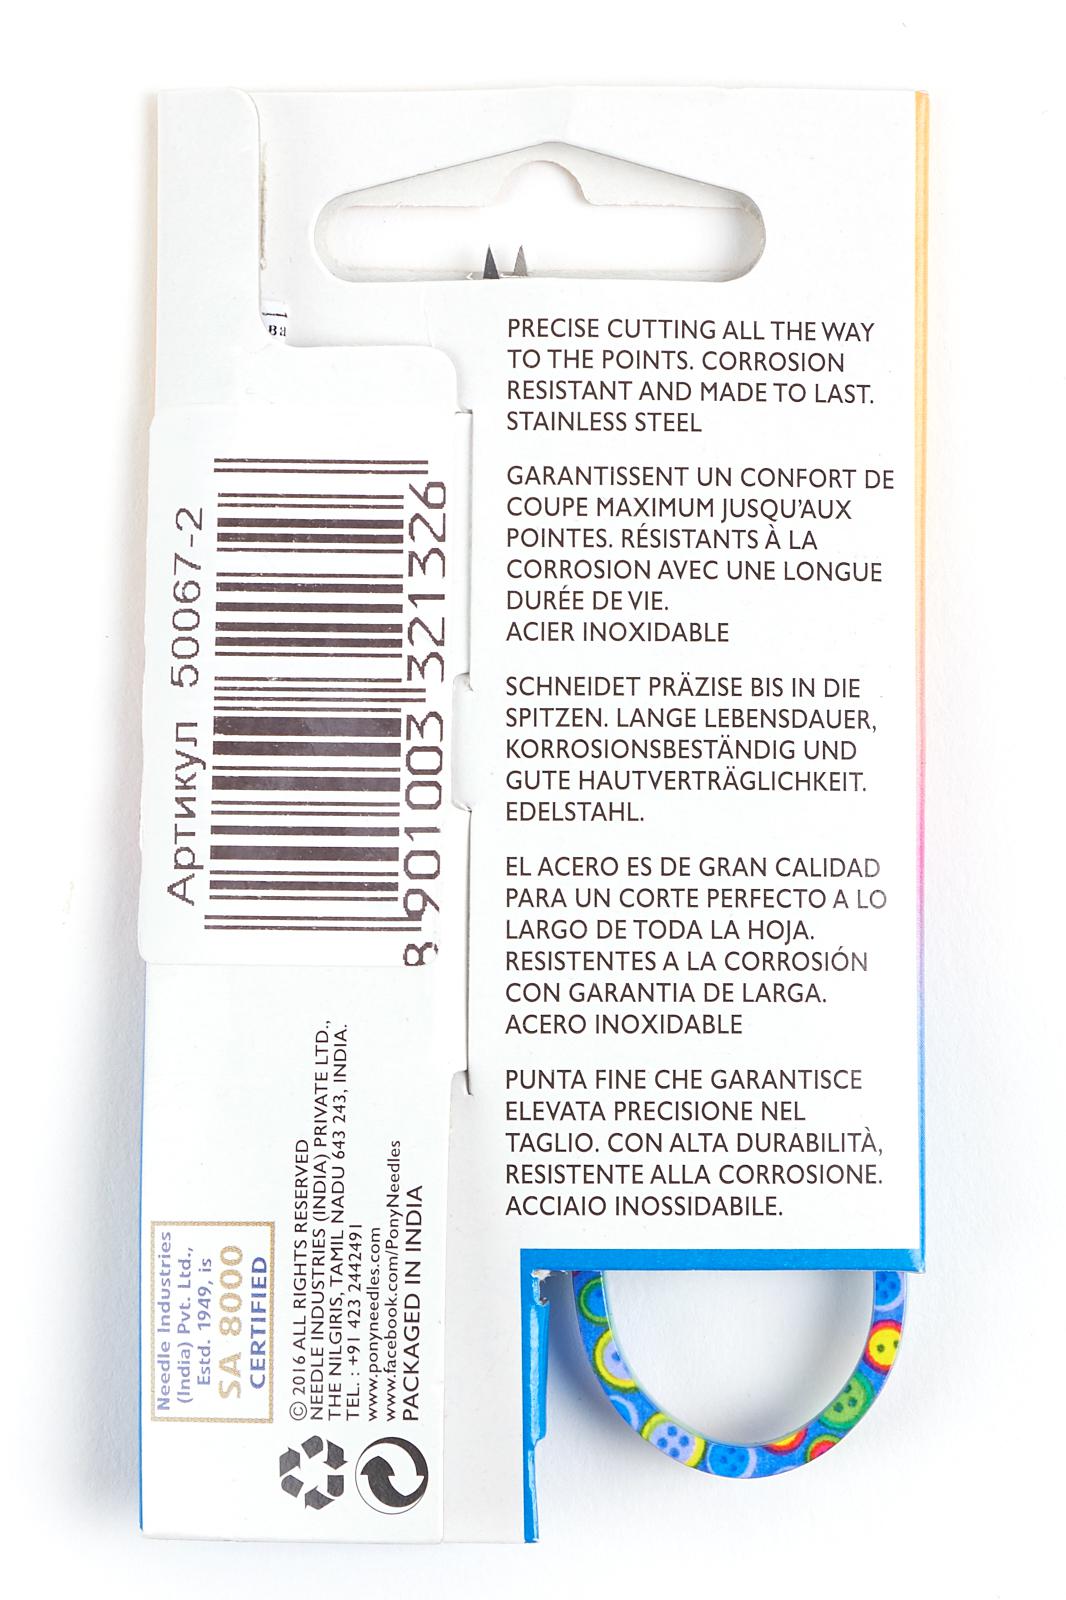 PRECISE CUTTING ALL THE WAY
TO THE POINTS. CORROSION
RESISTANT AND MADE TO LAST.
STAINLESS STEEL
GARANTISSENT UN CONFORT DE
COUPE MAXIMUM JUSQU'AUX
POINTES. RÉSISTANTS À LA
CORROSION AVEC UNE LONGUE
DURÉE DE VIE.
ACIER INOXIDABLE
SCHNEIDET PRÄZISE BIS IN DIE
SPITZEN. LANGE LEBENSDAUER,
KORROSIONSBESTÄNDIG UND
GUTE HAUTVERTRÄGLICHKEIT.
EDELSTAHL.
EL ACERO ES DE GRAN CALIDAD
PARA UN CORTE PERFECTO A LO
LARGO DE TODA LA HOJA.
RESISTENTES A LA CORROSIÓN
CON GARANTIA DE LARGA.
ACERO INOXIDABLE
PUNTA FINE CHE GARANTISCE
ELEVATA PRECISIONE NEL
TAGLIO. CON ALTA DURABILITÀ,
RESISTENTE ALLA CORROSIONE.
ACCIAIO INOSSIDABILE.
Артикул 50067-2
8 901003 321326
Needle Industries
(India) Pvt. Ltd.,
Estd. 1949, is
SA 8000
CERTIFIED
© 2016 ALL RIGHTS RESERVED
NEEDLE INDUSTRIES (INDIA) PRIVATE LTD.,
THE NILGIRIS, TAMIL NADU 643 243, INDIA.
TEL. : +91 423 2442491
www.ponyneedles.com
www.facebook.com/PonyNeedles
PACKAGED IN INDIA